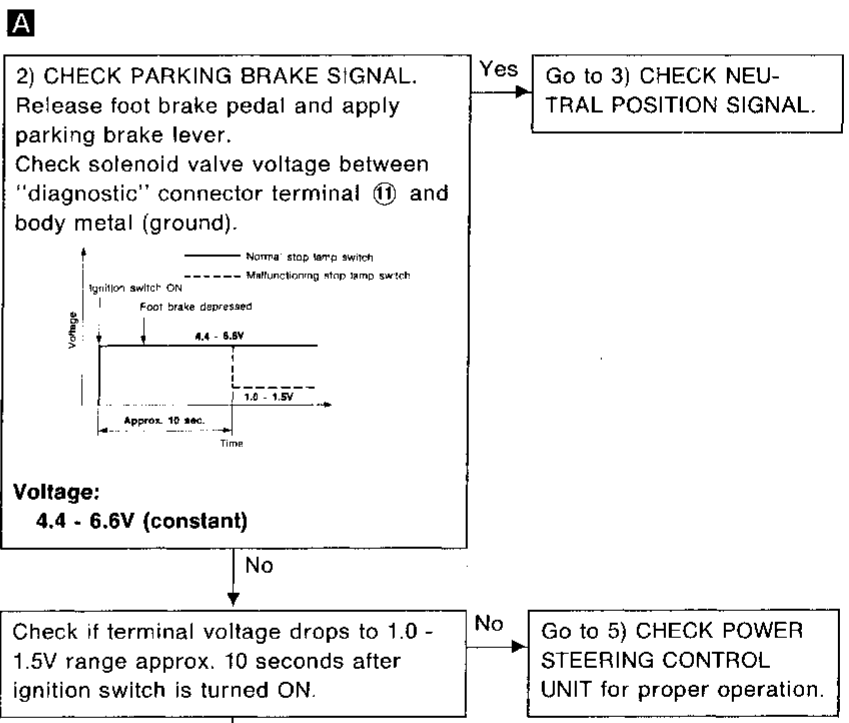 A
2) CHECK PARKING BRAKE SIGNAL.
Release foot brake pedal and apply
parking brake lever.
Check solenoid valve voltage between
"diagnostic" connector terminal ⑪ and
body metal (ground).
Normal stop lamp switch
Malfunctioning stop lamp switch
Ignition switch ON
Foot brake depressed
Voltage
4.4 - 6.6V
1.0 - 1.5V
Approx. 10 sec.
Time
Voltage:
4.4 - 6.6V (constant)
Yes
Go to 3) CHECK NEU-
TRAL POSITION SIGNAL.
No
Check if terminal voltage drops to 1.0 -
1.5V range approx. 10 seconds after
ignition switch is turned ON.
No
Go to 5) CHECK POWER
STEERING CONTROL
UNIT for proper operation.